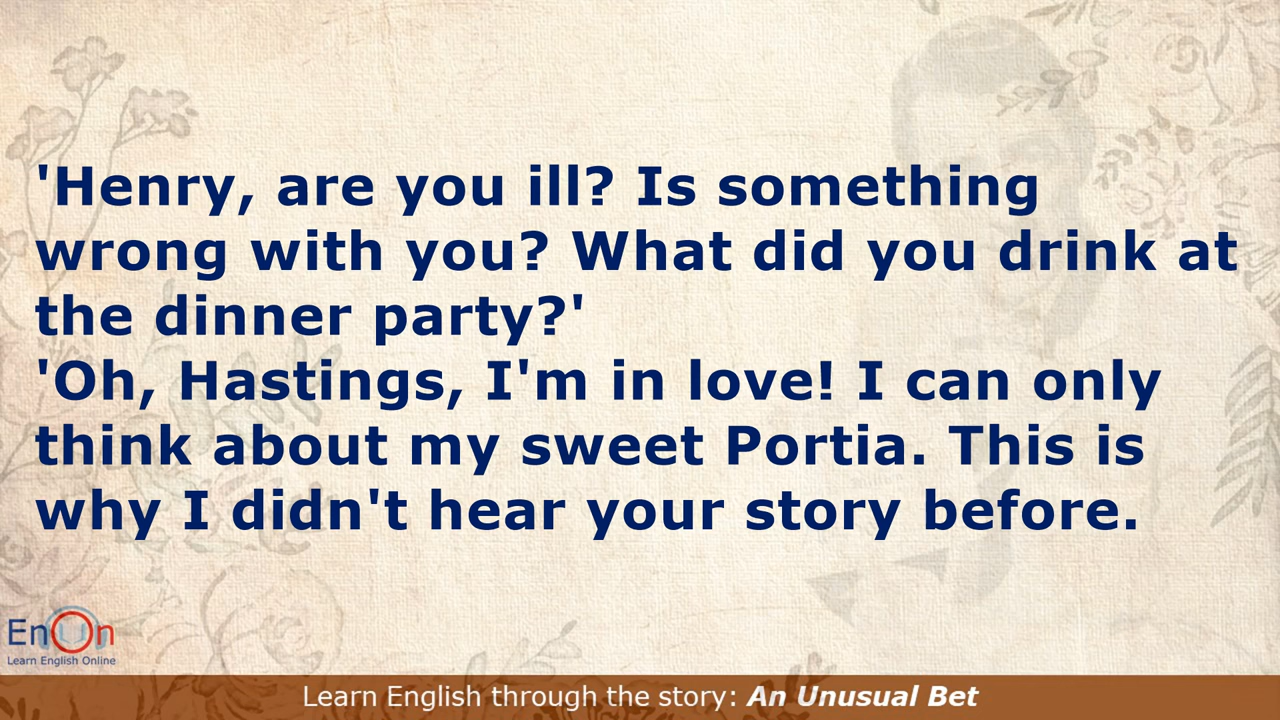 'Henry, are you ill? Is something
wrong with you? What did you drink at
the dinner party?'
'Oh, Hastings, I'm in love! I can only
think about my sweet Portia. This is
why I didn't hear your story before.
EnOn
Learn English Online
Learn English through the story: An Unusual Bet